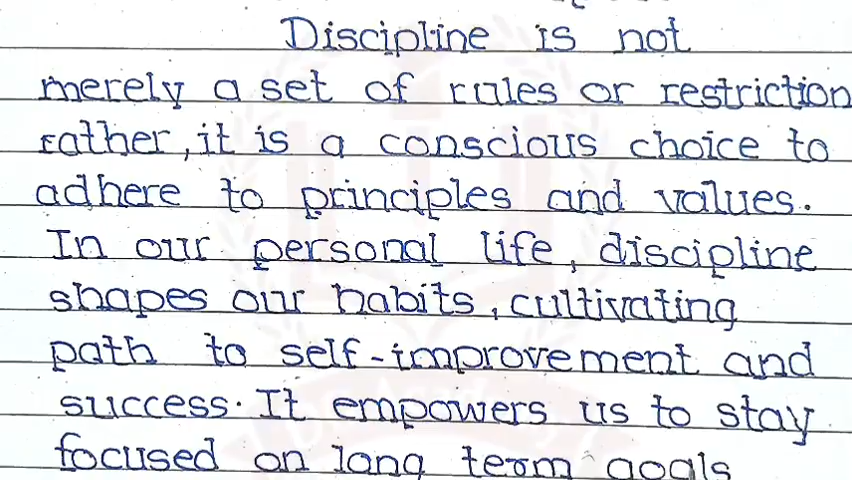 Discipline is not
merely a set of rules or restriction
rather, it is a conscious choice to
adhere to principles and values.
In our personal life, discipline
shapes our habits, cultivating
path to self-improvement and
success. It empowers us to stay
focused on long term goals